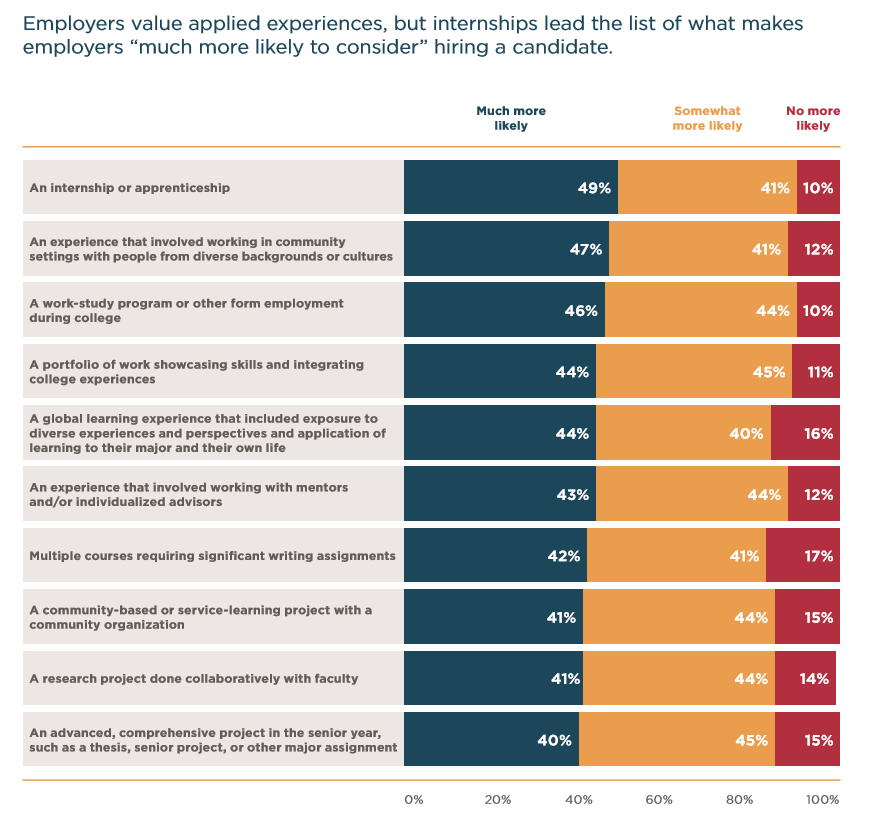 Employers value applied experiences, but internships lead the list of what makes
employers “much more likely to consider” hiring a candidate.
Much more
likely
Somewhat
more likely
No more
likely
An internship or apprenticeship
49%
41%
10%
An experience that involved working in community
settings with people from diverse backgrounds or cultures
47%
41%
12%
A work-study program or other form employment
during college
46%
44%
10%
A portfolio of work showcasing skills and integrating
college experiences
44%
45%
11%
A global learning experience that included exposure to
diverse experiences and perspectives and application of
learning to their major and their own life
44%
40%
16%
An experience that involved working with mentors
and/or individualized advisors
43%
44%
12%
Multiple courses requiring significant writing assignments
42%
41%
17%
A community-based or service-learning project with a
community organization
41%
44%
15%
A research project done collaboratively with faculty
41%
44%
14%
An advanced, comprehensive project in the senior year,
such as a thesis, senior project, or other major assignment
40%
45%
15%
0%
20%
40%
60%
80%
100%